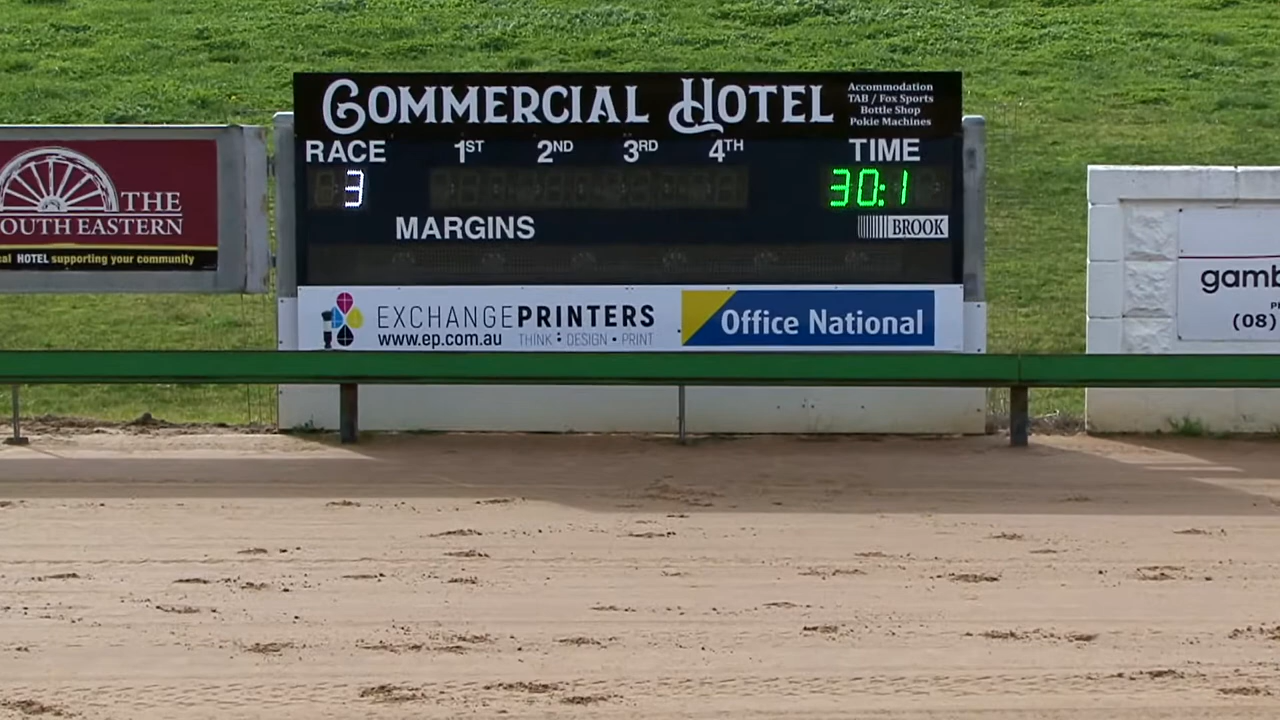 COMMERCIAL HOTEL
Accommodation
TAB / Fox Sports
Bottle Shop
Pokie Machines
RACE 1ST 2ND 3RD 4TH TIME
3 30:1
MARGINS
BROOK
EXCHANGEPRINTERS
www.ep.com.au THINK : DESIGN • PRINT
Office National
THE
OUTH EASTERN
al HOTEL supporting your community
gamb
(08)